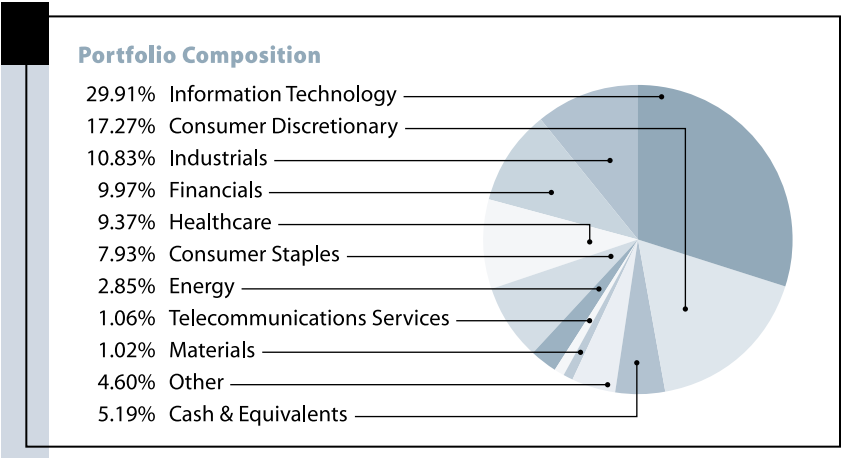 Portfolio Composition
29.91% Information Technology
17.27% Consumer Discretionary
10.83% Industrials
9.97% Financials
9.37% Healthcare
7.93% Consumer Staples
2.85% Energy
1.06% Telecommunications Services
1.02% Materials
4.60% Other
5.19% Cash & Equivalents